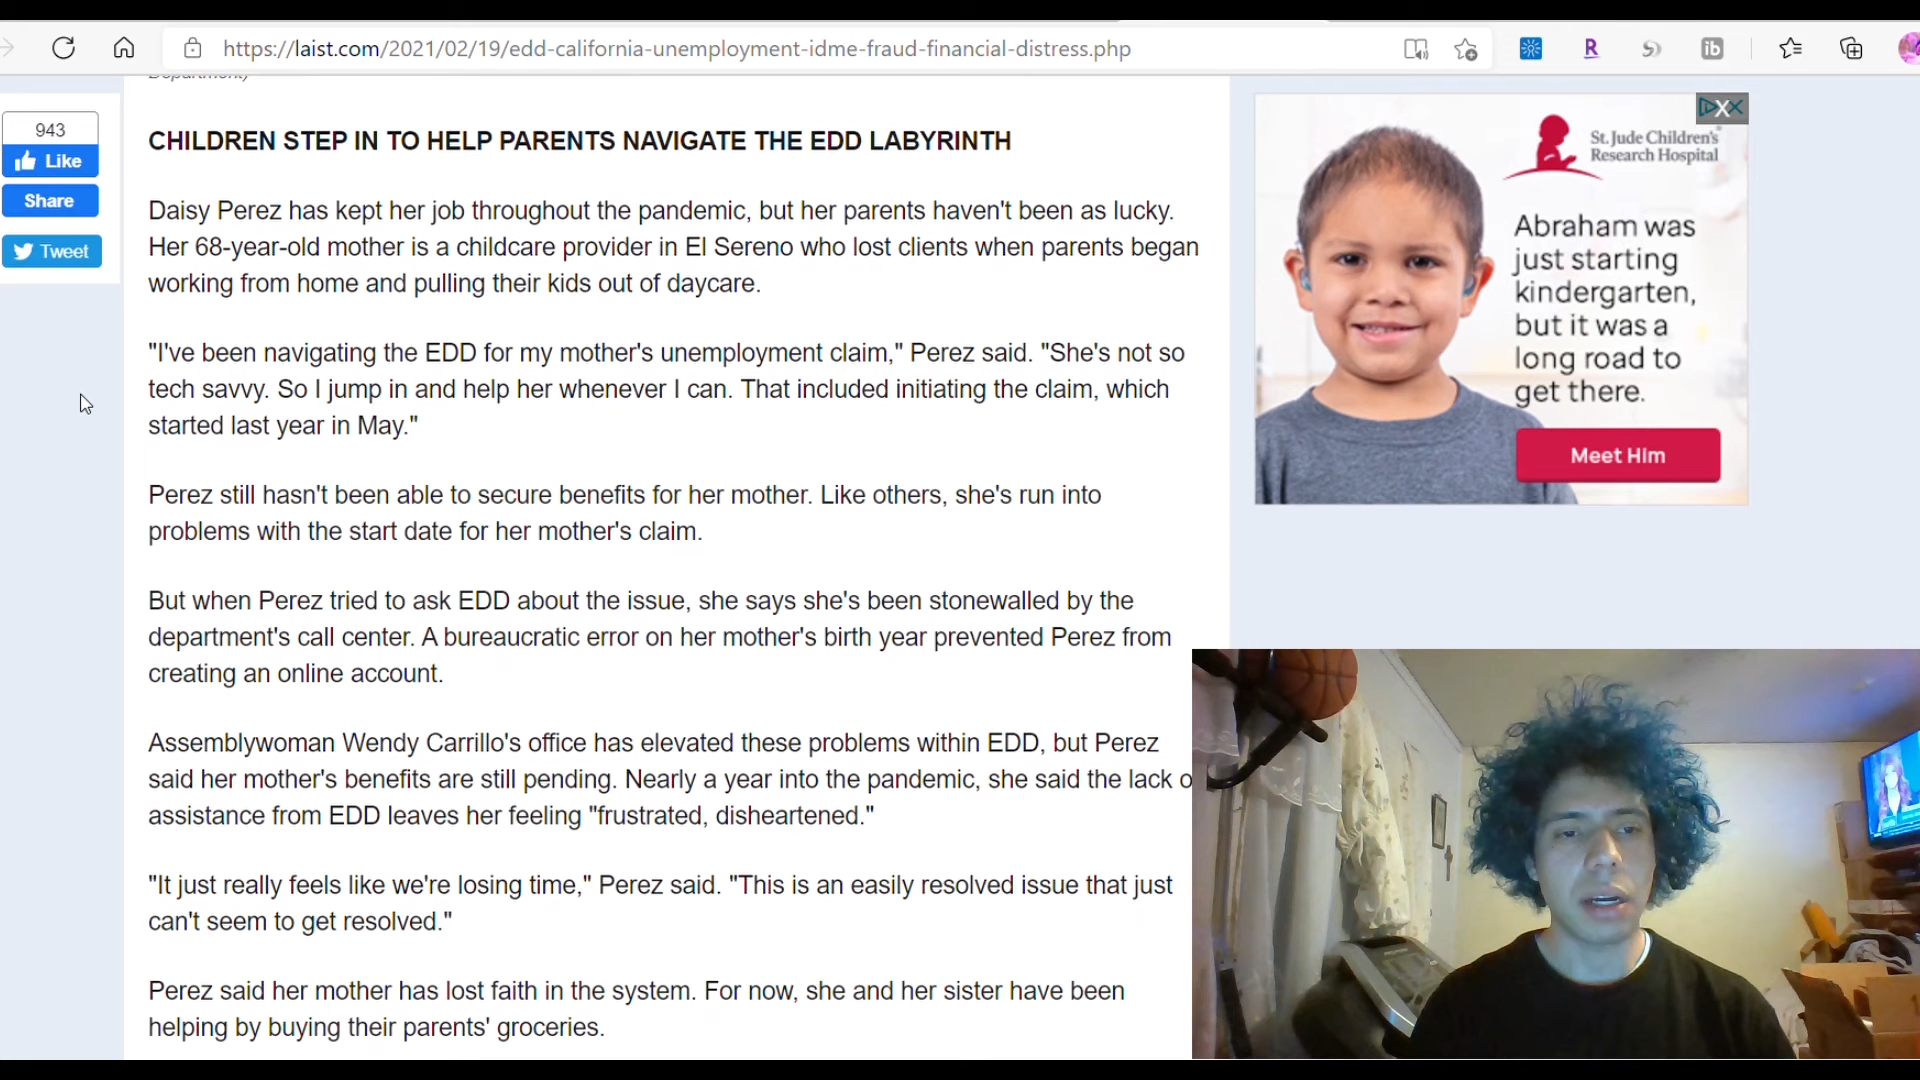 https://laist.com/2021/02/19/edd-california-unemployment-idme-fraud-financial-distress.php
R
ib
Department)
943
Like
Share
Tweet
CHILDREN STEP IN TO HELP PARENTS NAVIGATE THE EDD LABYRINTH
Daisy Perez has kept her job throughout the pandemic, but her parents haven't been as lucky.
Her 68-year-old mother is a childcare provider in El Sereno who lost clients when parents began
working from home and pulling their kids out of daycare.
"I've been navigating the EDD for my mother's unemployment claim," Perez said. "She's not so
tech savvy. So I jump in and help her whenever I can. That included initiating the claim, which
started last year in May."
Perez still hasn't been able to secure benefits for her mother. Like others, she's run into
problems with the start date for her mother's claim.
But when Perez tried to ask EDD about the issue, she says she's been stonewalled by the
department's call center. A bureaucratic error on her mother's birth year prevented Perez from
creating an online account.
Assemblywoman Wendy Carrillo's office has elevated these problems within EDD, but Perez
said her mother's benefits are still pending. Nearly a year into the pandemic, she said the lack o
assistance from EDD leaves her feeling "frustrated, disheartened."
"It just really feels like we're losing time," Perez said. "This is an easily resolved issue that just
can't seem to get resolved."
Perez said her mother has lost faith in the system. For now, she and her sister have been
helping by buying their parents' groceries.
St. Jude Children's
Research Hospital
Abraham was
just starting
kindergarten,
but it was a
long road to
get there.
Meet Him